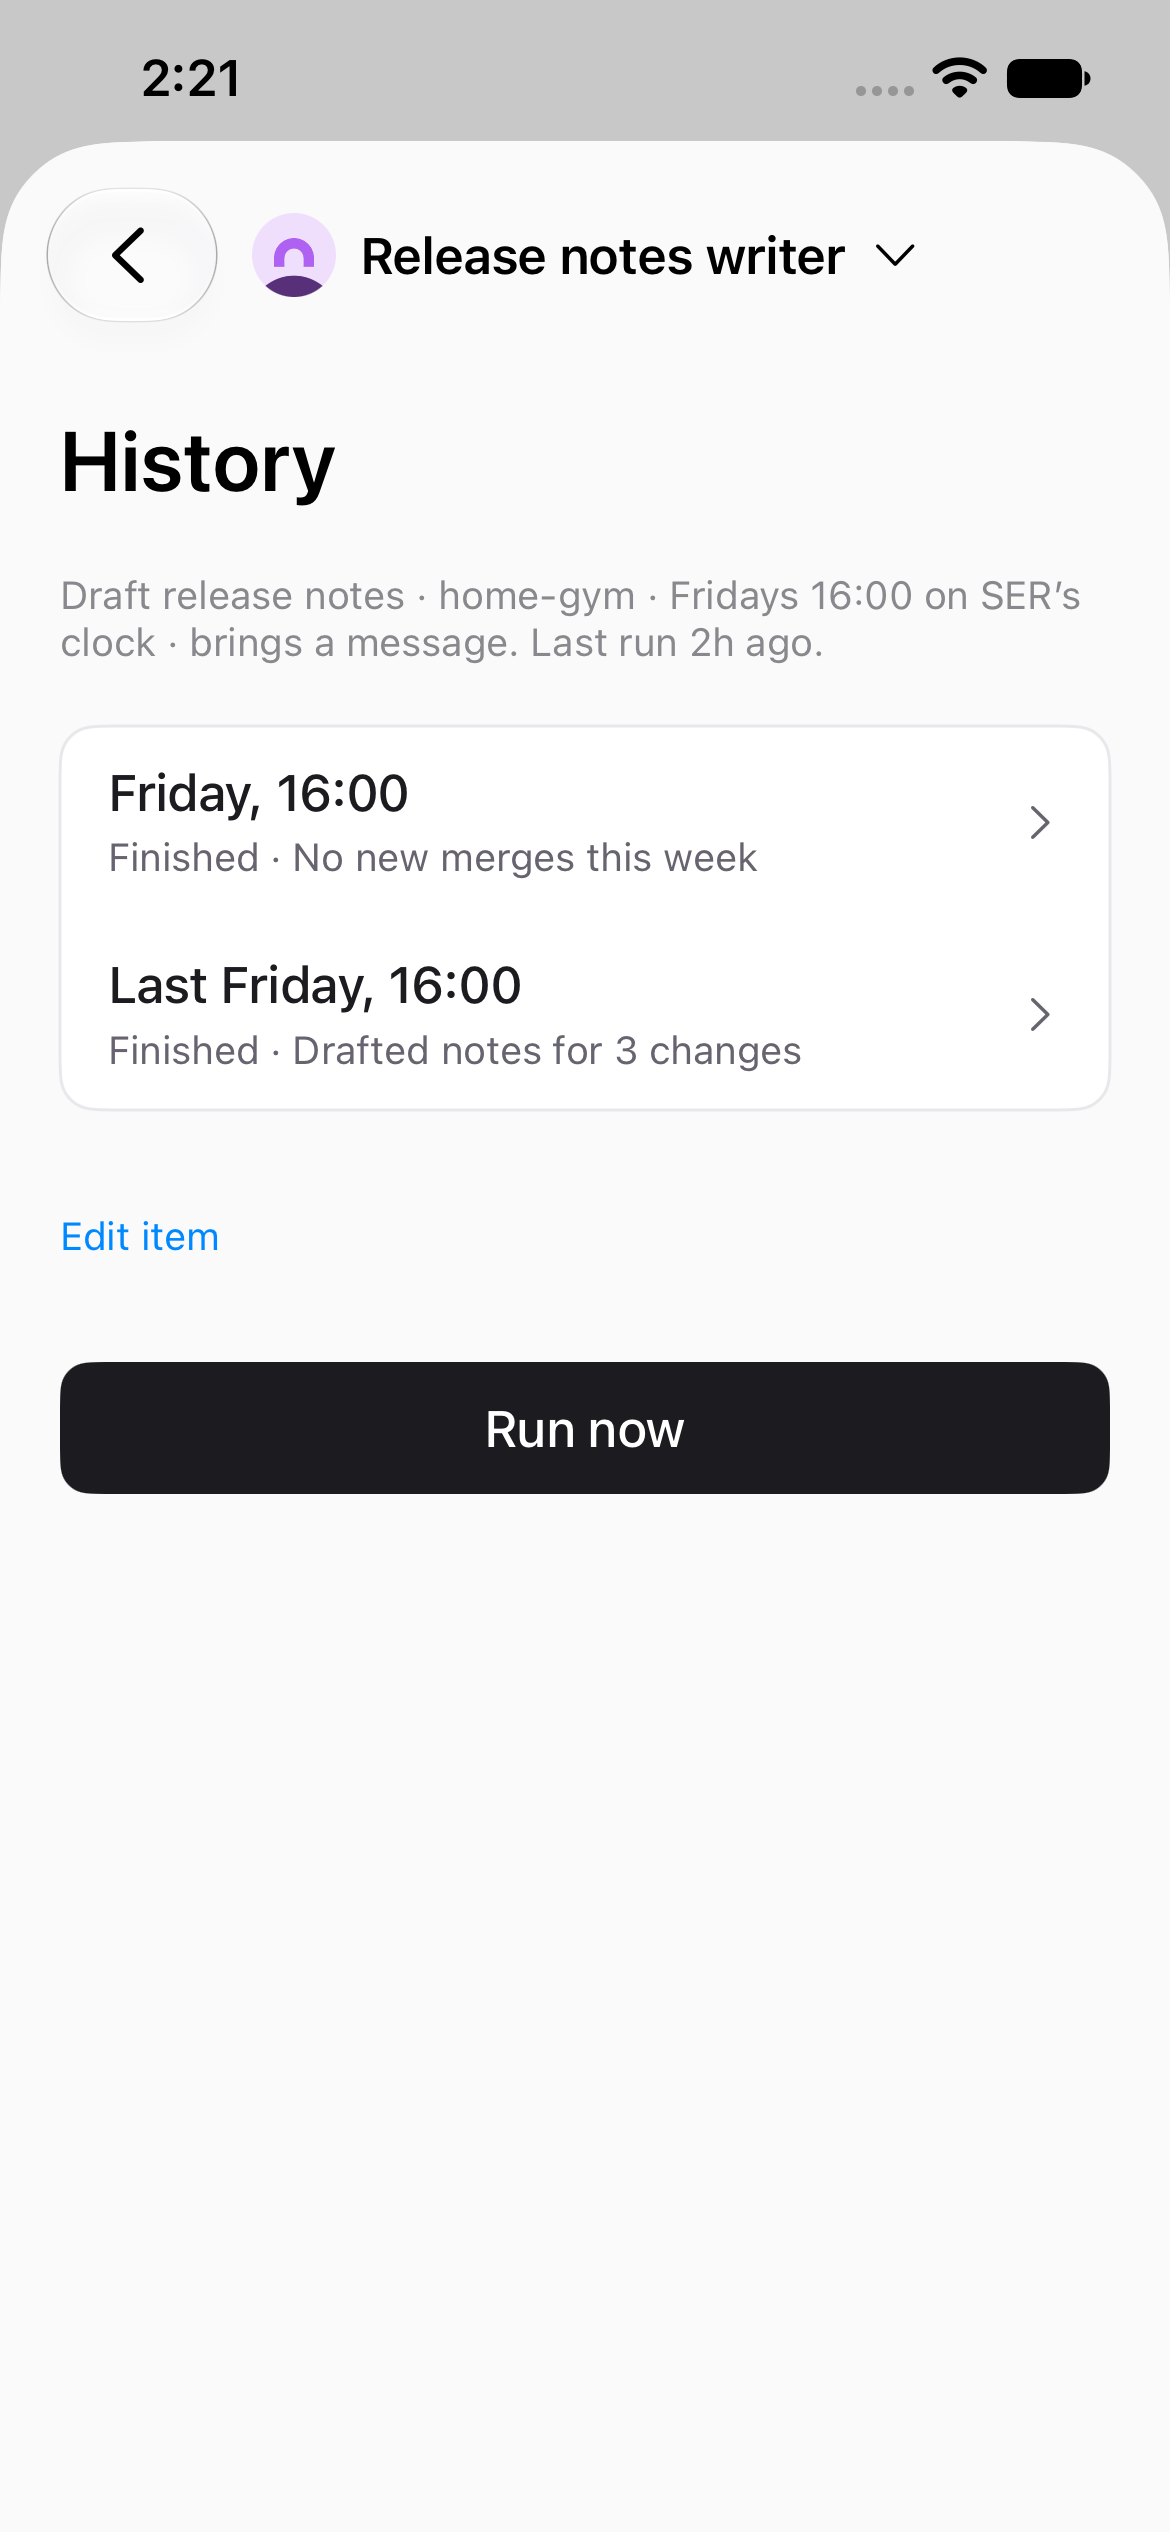 2:21
Release notes writer
History
Draft release notes · home-gym · Fridays 16:00 on SER’s
clock · brings a message. Last run 2h ago.
Friday, 16:00
Finished · No new merges this week
Last Friday, 16:00
Finished · Drafted notes for 3 changes
Edit item
Run now